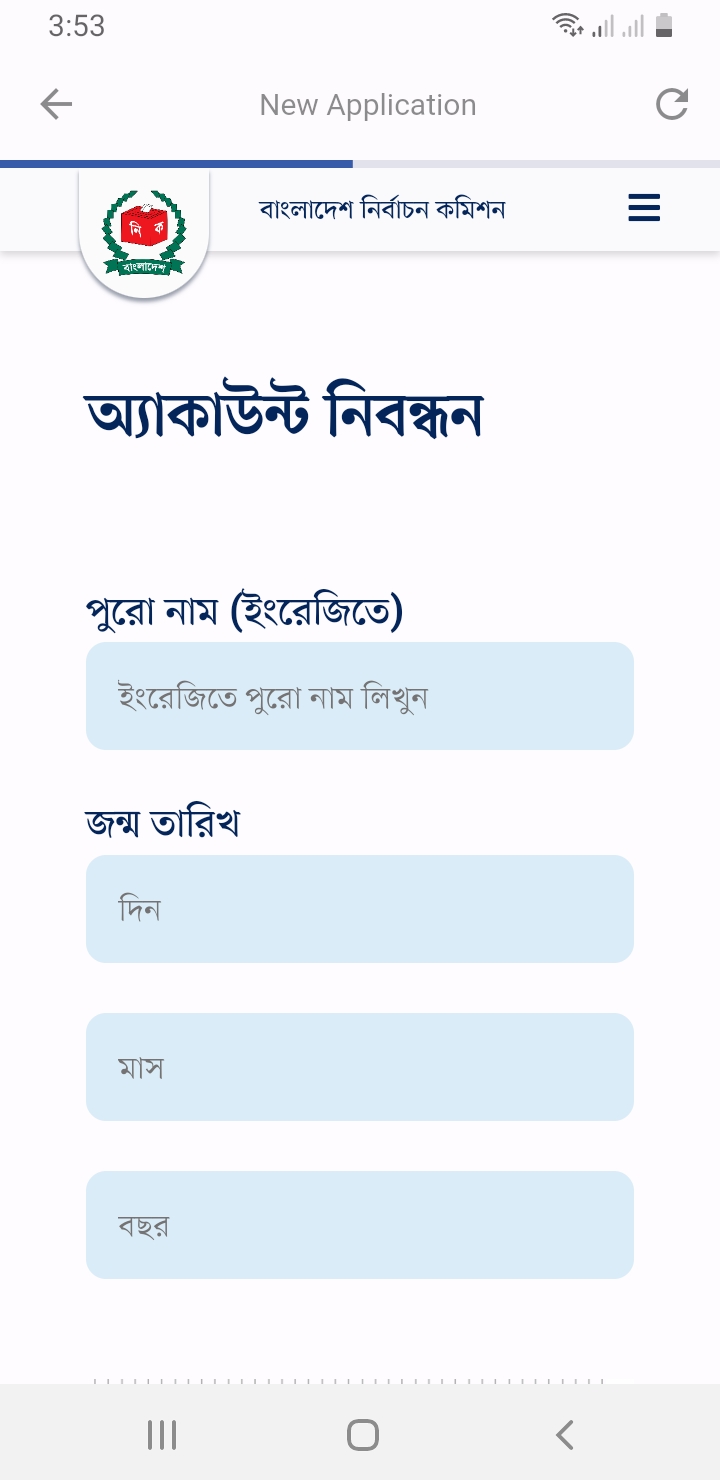 3:53
New Application
বাংলাদেশ নির্বাচন কমিশন
নি ক
বাংলাদেশ
অ্যাকাউন্ট নিবন্ধন
পুরো নাম (ইংরেজিতে)
ইংরেজিতে পুরো নাম লিখুন
জন্ম তারিখ
দিন
মাস
বছর